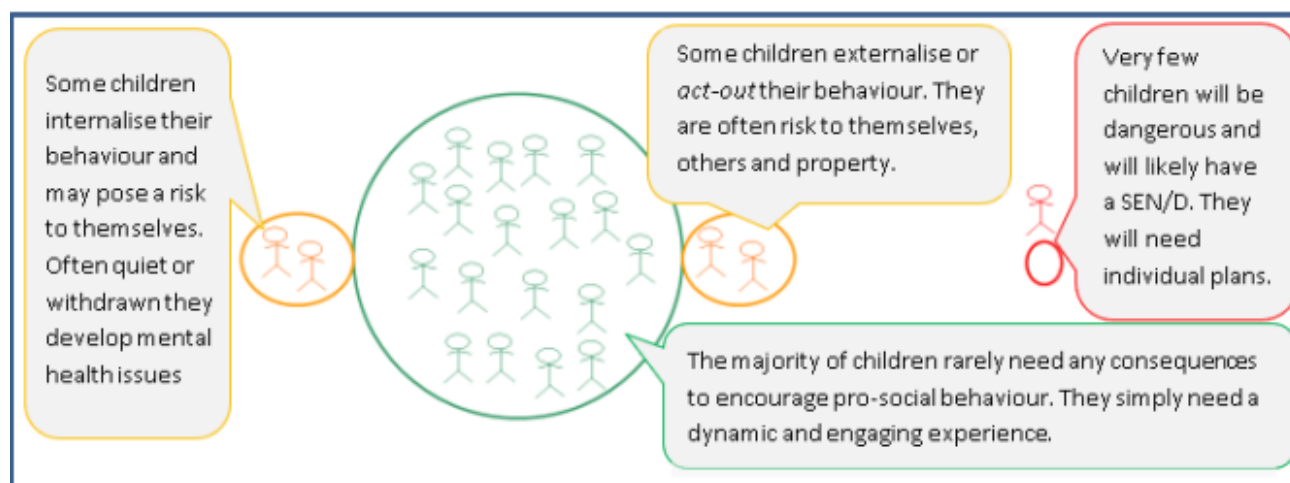 Some children
internalise their
behaviour and
may pose a risk
to themselves.
Often quiet or
withdrawn they
develop mental
health issues
Some children externalise or
act-out their behaviour. They
are often risk to themselves,
others and property.
Very few
children will be
dangerous and
will likely have
a SEN/D. They
will need
individual plans.
The majority of children rarely need any consequences
to encourage pro-social behaviour. They simply need a
dynamic and engaging experience.